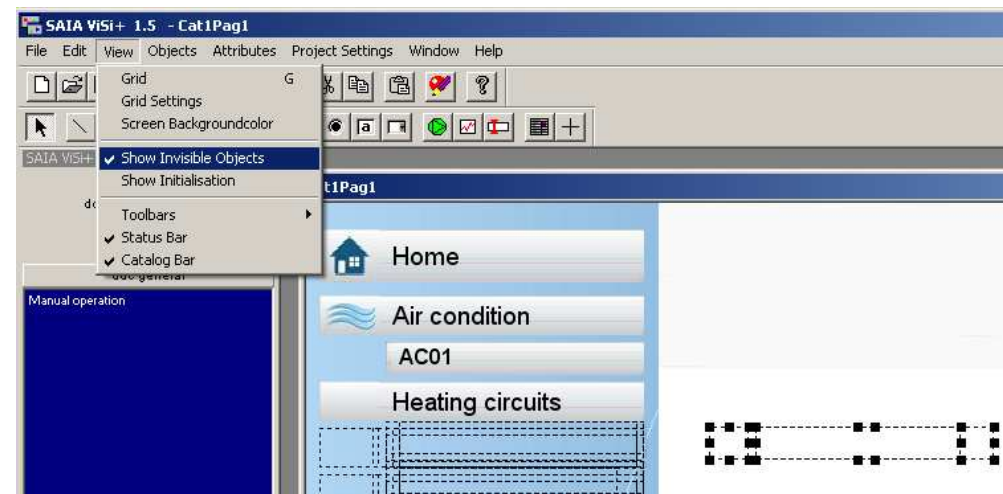 SAIA ViSi+ 1.5 - Cat1Pag1
File Edit View Objects Attributes Project Settings Window Help
Grid G
Grid Settings
Screen Backgroundcolor
Show Invisible Objects
Show Initialisation
Toolbars
Status Bar
Catalog Bar
SAIA ViSi+
t1Pag1
Home
Air condition
AC01
Heating circuits
ddc general
Manual operation